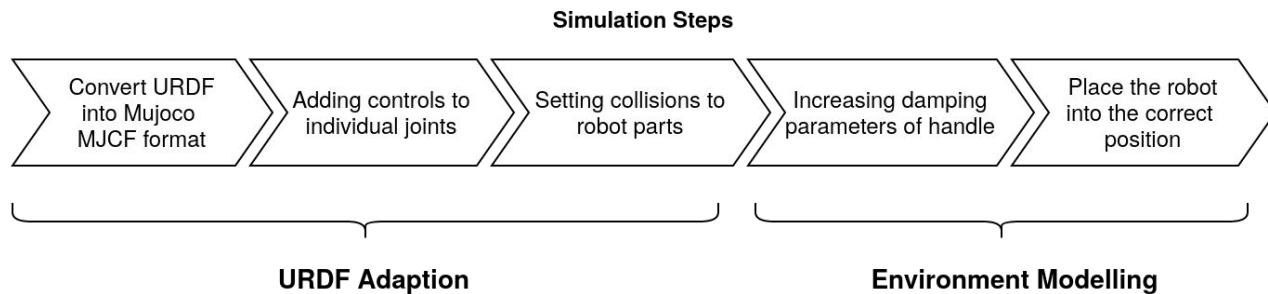 Simulation Steps
Convert URDF
into Mujoco
MJCF format
Adding controls to
individual joints
Setting collisions to
robot parts
Increasing damping
parameters of handle
Place the robot
into the correct
position
URDF Adaption
Environment Modelling